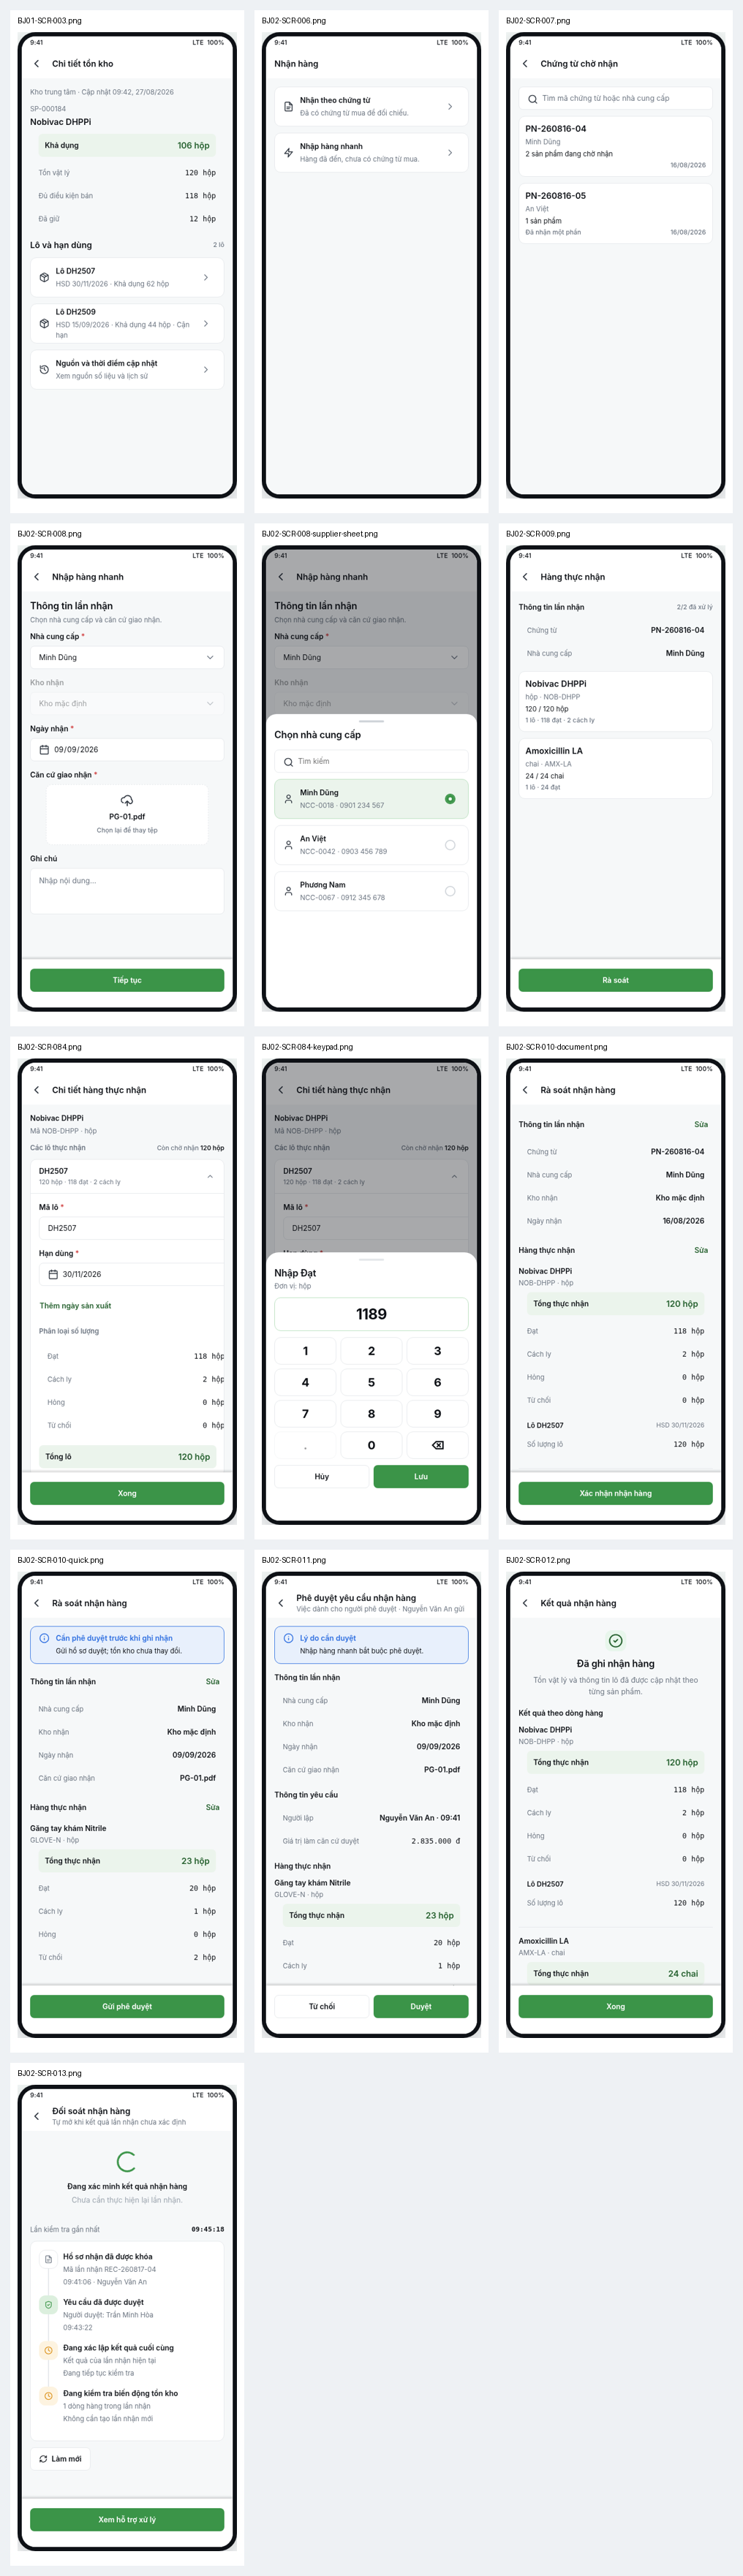 BJ01-SCR-003.png
9:41
LTE 100%
Chi tiết tồn kho
Kho trung tâm · Cập nhật 09:42, 27/08/2026
SP-000184
Nobivac DHPPi
Khả dụng
106 hộp
Tồn vật lý
120 hộp
Đủ điều kiện bán
118 hộp
Đã giữ
12 hộp
Lô và hạn dùng
2 lô
Lô DH2507
HSD 30/11/2026 · Khả dụng 62 hộp
Lô DH2509
HSD 15/09/2026 · Khả dụng 44 hộp · Cận
hạn
Nguồn và thời điểm cập nhật
Xem nguồn số liệu và lịch sử
BJ02-SCR-006.png
9:41
LTE 100%
Nhận hàng
Nhận theo chứng từ
Đã có chứng từ mua để đối chiếu.
Nhập hàng nhanh
Hàng đã đến, chưa có chứng từ mua.
BJ02-SCR-007.png
9:41
LTE 100%
Chứng từ chờ nhận
Tìm mã chứng từ hoặc nhà cung cấp
PN-260816-04
Minh Dũng
2 sản phẩm đang chờ nhận
16/08/2026
PN-260816-05
An Việt
1 sản phẩm
Đã nhận một phần
16/08/2026
BJ02-SCR-008.png
9:41
LTE 100%
Nhập hàng nhanh
Thông tin lần nhận
Chọn nhà cung cấp và căn cứ giao nhận.
Nhà cung cấp *
Minh Dũng
Kho nhận
Kho mặc định
Ngày nhận *
09/09/2026
Căn cứ giao nhận *
PG-01.pdf
Chọn lại để thay tệp
Ghi chú
Nhập nội dung...
Tiếp tục
BJ02-SCR-008-supplier-sheet.png
9:41
LTE 100%
Nhập hàng nhanh
Thông tin lần nhận
Chọn nhà cung cấp và căn cứ giao nhận.
Nhà cung cấp *
Minh Dũng
Kho nhận
Kho mặc định
Chọn nhà cung cấp
Tìm kiếm
Minh Dũng
NCC-0018 · 0901 234 567
An Việt
NCC-0042 · 0903 456 789
Phương Nam
NCC-0067 · 0912 345 678
BJ02-SCR-009.png
9:41
LTE 100%
Hàng thực nhận
Thông tin lần nhận
2/2 đã xử lý
Chứng từ
PN-260816-04
Nhà cung cấp
Minh Dũng
Nobivac DHPPi
hộp · NOB-DHPP
120 / 120 hộp
1 lô · 118 đạt · 2 cách ly
Amoxicillin LA
chai · AMX-LA
24 / 24 chai
1 lô · 24 đạt
Rà soát
BJ02-SCR-084.png
9:41
LTE 100%
Chi tiết hàng thực nhận
Nobivac DHPPi
Mã NOB-DHPP · hộp
Các lô thực nhận
Còn chờ nhận 120 hộp
DH2507
120 hộp · 118 đạt · 2 cách ly
Mã lô *
DH2507
Hạn dùng *
30/11/2026
Thêm ngày sản xuất
Phân loại số lượng
Đạt
118 hộp
Cách ly
2 hộp
Hỏng
0 hộp
Từ chối
0 hộp
Tổng lô
120 hộp
Xong
BJ02-SCR-084-keypad.png
9:41
LTE 100%
Chi tiết hàng thực nhận
Nobivac DHPPi
Mã NOB-DHPP · hộp
Các lô thực nhận
Còn chờ nhận 120 hộp
DH2507
120 hộp · 118 đạt · 2 cách ly
Mã lô *
DH2507
Nhập Đạt
Đơn vị: hộp
1189
1
2
3
4
5
6
7
8
9
.
0
Hủy
Lưu
BJ02-SCR-010-document.png
9:41
LTE 100%
Rà soát nhận hàng
Thông tin lần nhận
Sửa
Chứng từ
PN-260816-04
Nhà cung cấp
Minh Dũng
Kho nhận
Kho mặc định
Ngày nhận
16/08/2026
Hàng thực nhận
Sửa
Nobivac DHPPi
NOB-DHPP · hộp
Tổng thực nhận
120 hộp
Đạt
118 hộp
Cách ly
2 hộp
Hỏng
0 hộp
Từ chối
0 hộp
Lô DH2507
HSD 30/11/2026
Số lượng lô
120 hộp
Xác nhận nhận hàng
BJ02-SCR-010-quick.png
9:41
LTE 100%
Rà soát nhận hàng
Cần phê duyệt trước khi ghi nhận
Gửi hồ sơ duyệt; tồn kho chưa thay đổi.
Thông tin lần nhận
Sửa
Nhà cung cấp
Minh Dũng
Kho nhận
Kho mặc định
Ngày nhận
09/09/2026
Căn cứ giao nhận
PG-01.pdf
Hàng thực nhận
Sửa
Găng tay khám Nitrile
GLOVE-N · hộp
Tổng thực nhận
23 hộp
Đạt
20 hộp
Cách ly
1 hộp
Hỏng
0 hộp
Từ chối
2 hộp
Gửi phê duyệt
BJ02-SCR-011.png
9:41
LTE 100%
Phê duyệt yêu cầu nhận hàng
Việc dành cho người phê duyệt · Nguyễn Văn An gửi
Lý do cần duyệt
Nhập hàng nhanh bắt buộc phê duyệt.
Thông tin lần nhận
Nhà cung cấp
Minh Dũng
Kho nhận
Kho mặc định
Ngày nhận
09/09/2026
Căn cứ giao nhận
PG-01.pdf
Thông tin yêu cầu
Người lập
Nguyễn Văn An · 09:41
Giá trị làm căn cứ duyệt
2.835.000 đ
Hàng thực nhận
Găng tay khám Nitrile
GLOVE-N · hộp
Tổng thực nhận
23 hộp
Đạt
20 hộp
Cách ly
1 hộp
Từ chối
Duyệt
BJ02-SCR-012.png
9:41
LTE 100%
Kết quả nhận hàng
Đã ghi nhận hàng
Tồn vật lý và thông tin lô đã được cập nhật theo
từng sản phẩm.
Kết quả theo dòng hàng
Nobivac DHPPi
NOB-DHPP · hộp
Tổng thực nhận
120 hộp
Đạt
118 hộp
Cách ly
2 hộp
Hỏng
0 hộp
Từ chối
0 hộp
Lô DH2507
HSD 30/11/2026
Số lượng lô
120 hộp
Amoxicillin LA
AMX-LA · chai
Tổng thực nhận
24 chai
Xong
BJ02-SCR-013.png
9:41
LTE 100%
Đối soát nhận hàng
Tự mở khi kết quả lần nhận chưa xác định
Đang xác minh kết quả nhận hàng
Chưa cần thực hiện lại lần nhận.
Lần kiểm tra gần nhất
09:45:18
Hồ sơ nhận đã được khóa
Mã lần nhận REC-260817-04
09:41:06 · Nguyễn Văn An
Yêu cầu đã được duyệt
Người duyệt: Trần Minh Hòa
09:43:22
Đang xác lập kết quả cuối cùng
Kết quả của lần nhận hiện tại
Đang tiếp tục kiểm tra
Đang kiểm tra biến động tồn kho
1 dòng hàng trong lần nhận
Không cần tạo lần nhận mới
Làm mới
Xem hỗ trợ xử lý